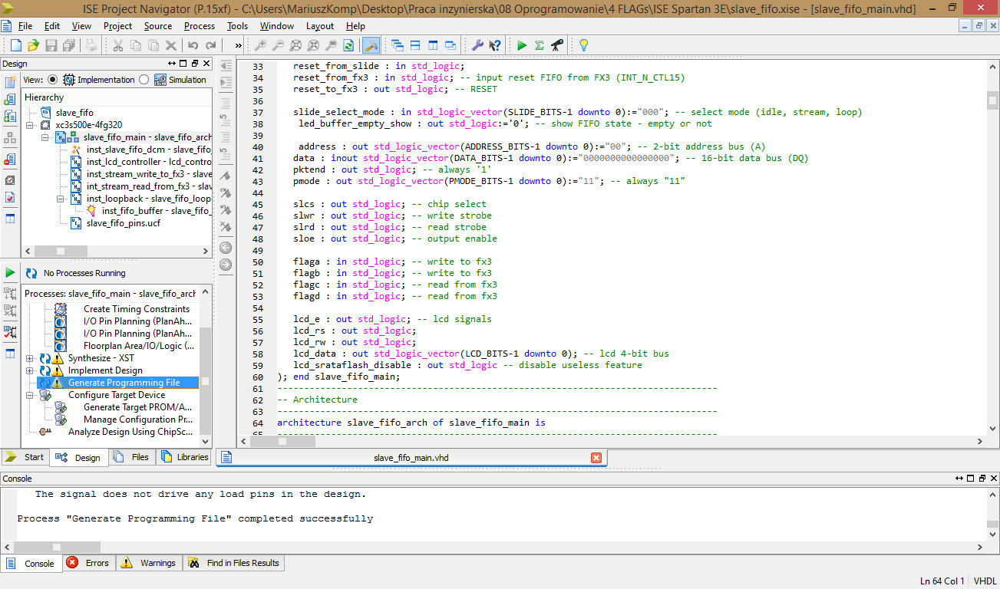 ISE Project Navigator (P.15xf) - C:\Users\MariuszKomp\Desktop\Praca inzynierska\08 Oprogramowanie\4 FLAGs\ISE Spartan 3E\slave_fifo.xise - [slave_fifo_main.vhd]
File Edit View Project Source Process Tools Window Layout Help
»
Design
View: Implementation Simulation
Hierarchy
slave_fifo
xc3s500e-4fg320
slave_fifo_main - slave_fifo_arch
inst_slave_fifo_dcm - slave_fifo_
inst_lcd_controller - lcd_contro
inst_stream_write_to_fx3 - slave
int_stream_read_from_fx3 - slav
inst_loopback - slave_fifo_loop
inst_fifo_buffer - slave_fifo_
slave_fifo_pins.ucf
No Processes Running
Processes: slave_fifo_main - slave_fifo_arch
Create Timing Constraints
I/O Pin Planning (PlanAh...
I/O Pin Planning (PlanAh...
Floorplan Area/IO/Logic (...
Synthesize - XST
Implement Design
Generate Programming File
Configure Target Device
Generate Target PROM/A...
Manage Configuration Pr...
Analyze Design Using ChipSc...
Start Design Files Libraries
33 reset_from_slide : in std_logic;
34 reset_from_fx3 : in std_logic; -- input reset FIFO from FX3 (INT_N_CTL15)
35 reset_to_fx3 : out std_logic; -- RESET
36
37 slide_select_mode : in std_logic_vector(SLIDE_BITS-1 downto 0):="000"; -- select mode (idle, stream, loop)
38 led_buffer_empty_show : out std_logic:='0'; -- show FIFO state - empty or not
39
40 address : out std_logic_vector(ADDRESS_BITS-1 downto 0):="00"; -- 2-bit address bus (A)
41 data : inout std_logic_vector(DATA_BITS-1 downto 0):="0000000000000000"; -- 16-bit data bus (DQ)
42 pktend : out std_logic; -- always '1'
43 pmode : out std_logic_vector(PMODE_BITS-1 downto 0):="11"; -- always "11"
44
45 slcs : out std_logic; -- chip select
46 slwr : out std_logic; -- write strobe
47 slrd : out std_logic; -- read strobe
48 sloe : out std_logic; -- output enable
49
50 flaga : in std_logic; -- write to fx3
51 flagb : in std_logic; -- write to fx3
52 flagc : in std_logic; -- read from fx3
53 flagd : in std_logic; -- read from fx3
54
55 lcd_e : out std_logic; -- lcd signals
56 lcd_rs : out std_logic;
57 lcd_rw : out std_logic;
58 lcd_data : out std_logic_vector(LCD_BITS-1 downto 0); -- lcd 4-bit bus
59 lcd_srataflash_disable : out std_logic -- disable useless feature
60 ); end slave_fifo_main;
61 --------------------------------------------------------------------------------
62 -- Architecture
63 --------------------------------------------------------------------------------
64 architecture slave_fifo_arch of slave_fifo_main is
65 --------------------------------------------------------------------------------
slave_fifo_main.vhd
Console
The signal does not drive any load pins in the design.
Process "Generate Programming File" completed successfully
Console Errors Warnings Find in Files Results
Ln 64 Col 1 VHDL